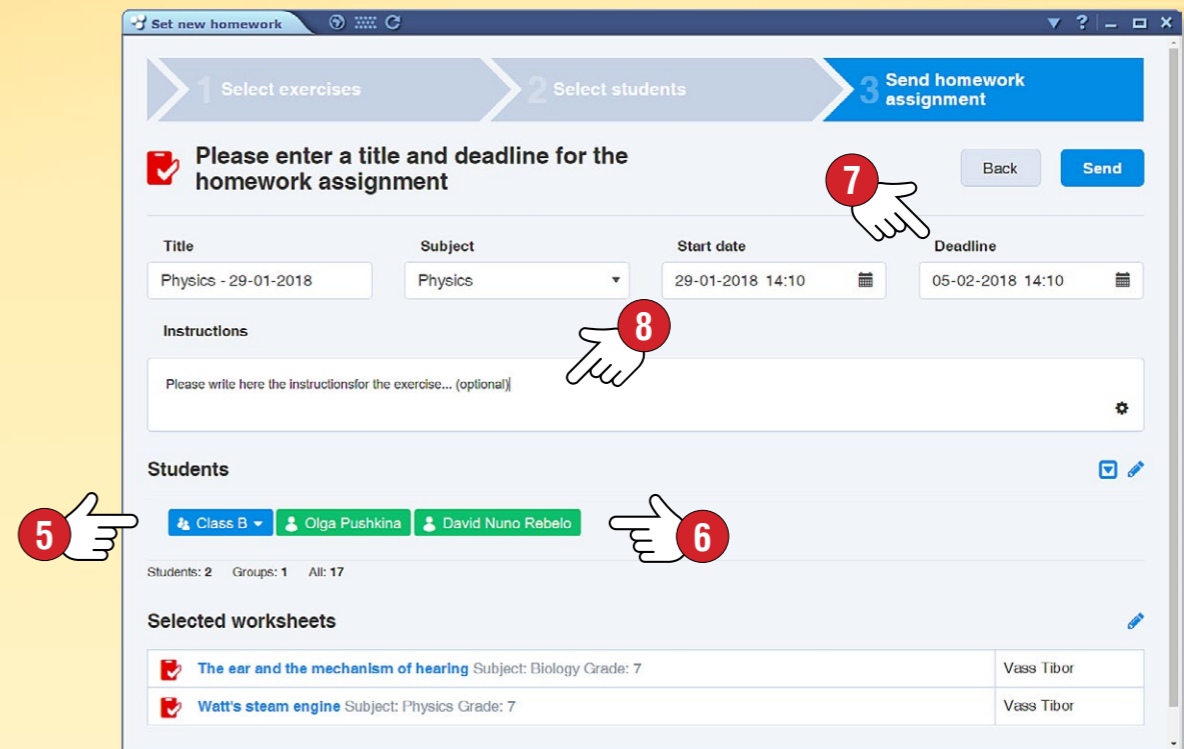 Set new homework
?
1 Select exercises
2 Select students
3 Send homework
assignment
Please enter a title and deadline for the
homework assignment
7
Back
Send
Title
Subject
Start date
Deadline
Physics - 29-01-2018
Physics
29-01-2018 14:10
05-02-2018 14:10
8
Instructions
Please write here the instructionsfor the exercise... (optional)
Students
5
Class B
Olga Pushkina
David Nuno Rebelo
6
Students: 2 Groups: 1 All: 17
Selected worksheets
The ear and the mechanism of hearing Subject: Biology Grade: 7
Vass Tibor
Watt's steam engine Subject: Physics Grade: 7
Vass Tibor